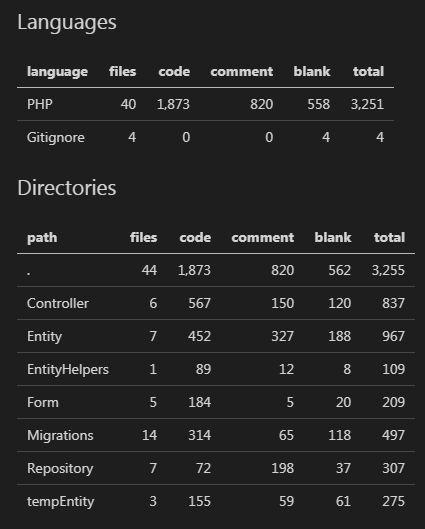 Languages
language files code comment blank total
PHP 40 1,873 820 558 3,251
Gitignore 4 0 0 4 4
Directories
path files code comment blank total
. 44 1,873 820 562 3,255
Controller 6 567 150 120 837
Entity 7 452 327 188 967
EntityHelpers 1 89 12 8 109
Form 5 184 5 20 209
Migrations 14 314 65 118 497
Repository 7 72 198 37 307
tempEntity 3 155 59 61 275